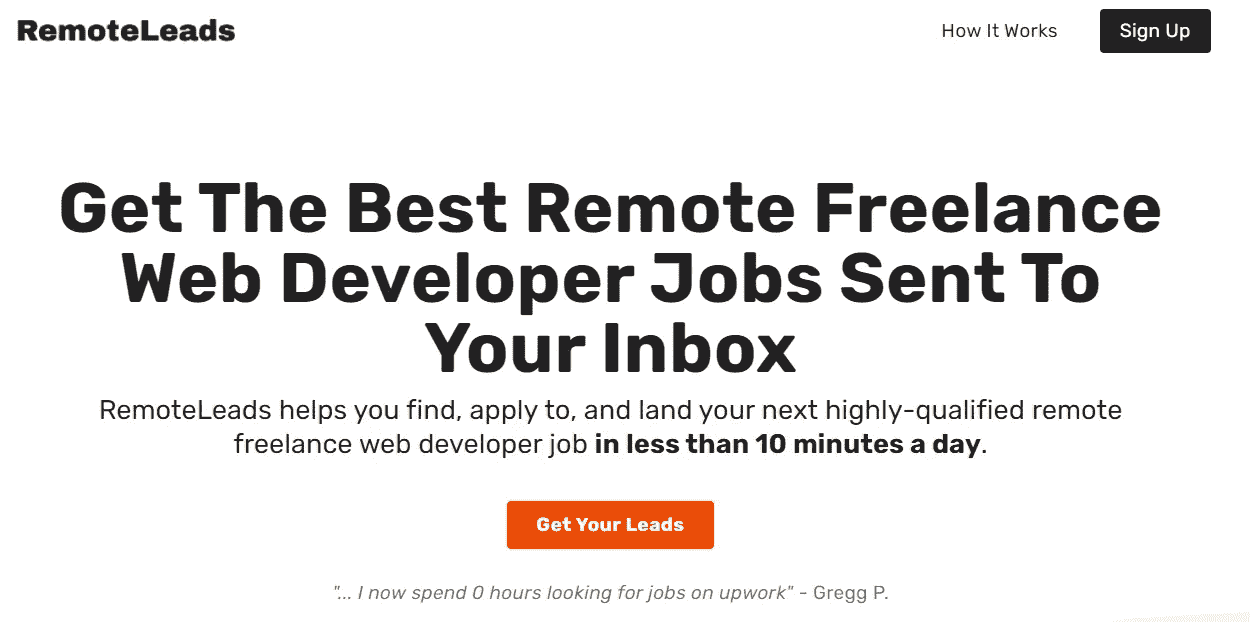 RemoteLeads
How It Works
Sign Up
Get The Best Remote Freelance
Web Developer Jobs Sent To
Your Inbox
RemoteLeads helps you find, apply to, and land your next highly-qualified remote
freelance web developer job in less than 10 minutes a day.
Get Your Leads
"... I now spend 0 hours looking for jobs on upwork" - Gregg P.